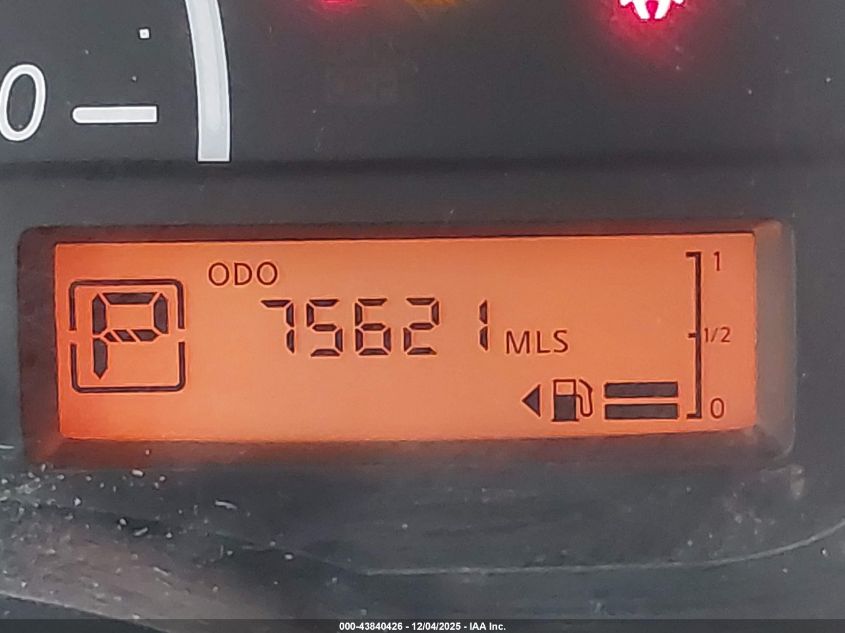 0
ODO
P
75621 MLS
1
1/2
0
000-43840426 - 12/04/2025 - IAA Inc.